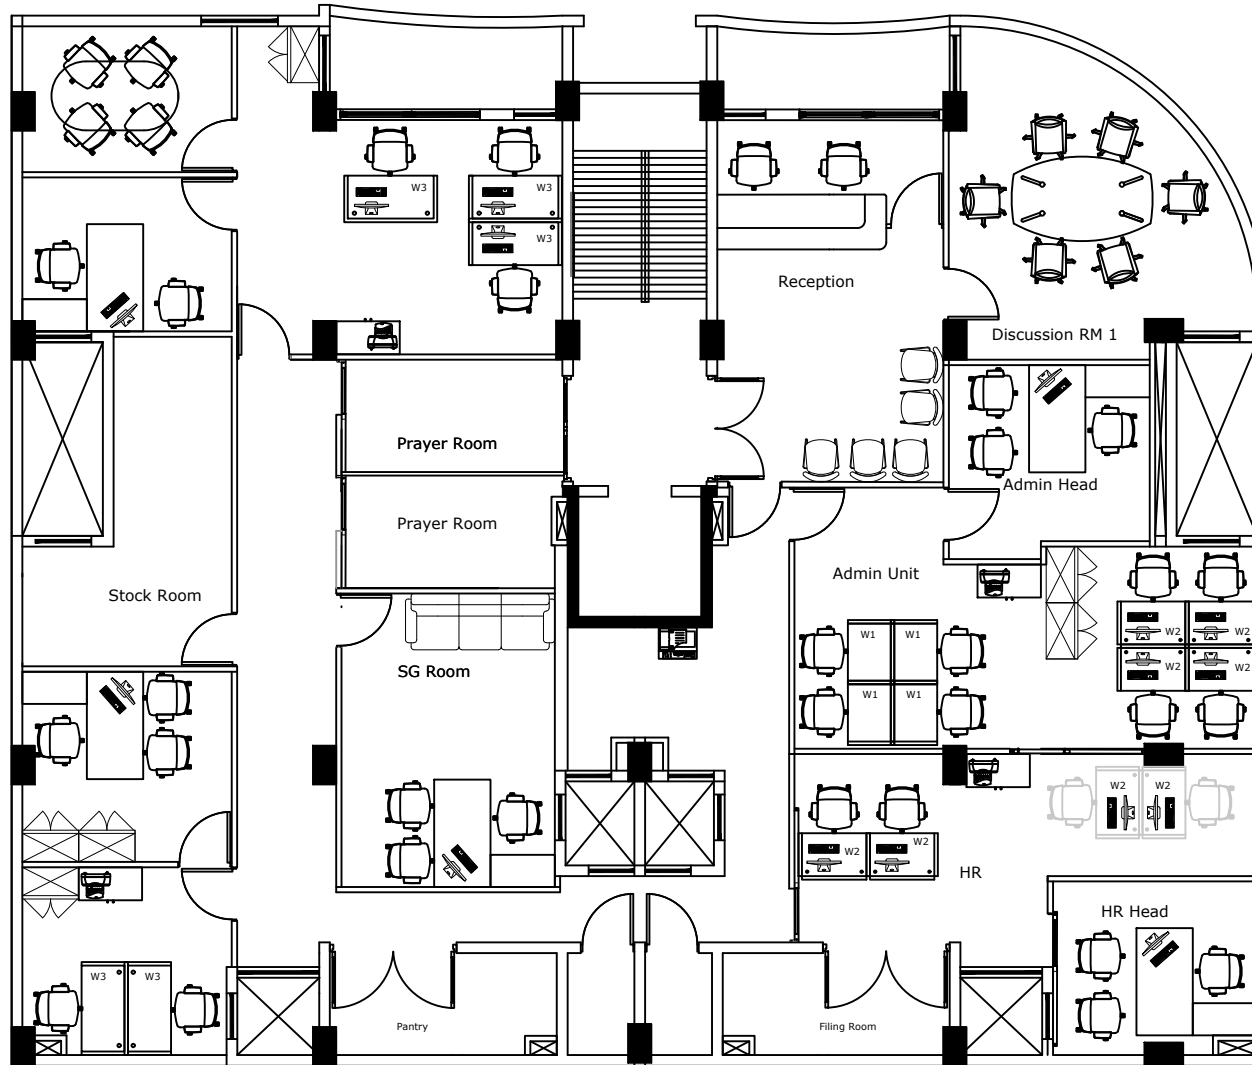 W3
W3
W3
Reception
Discussion RM 1
Prayer Room
Admin Head
Prayer Room
Admin Unit
Stock Room
W1 W1
W2 W2
SG Room
W2 W2
W1 W1
W2 W2
W2 W2
HR
HR Head
W3 W3
Pantry
Filing Room